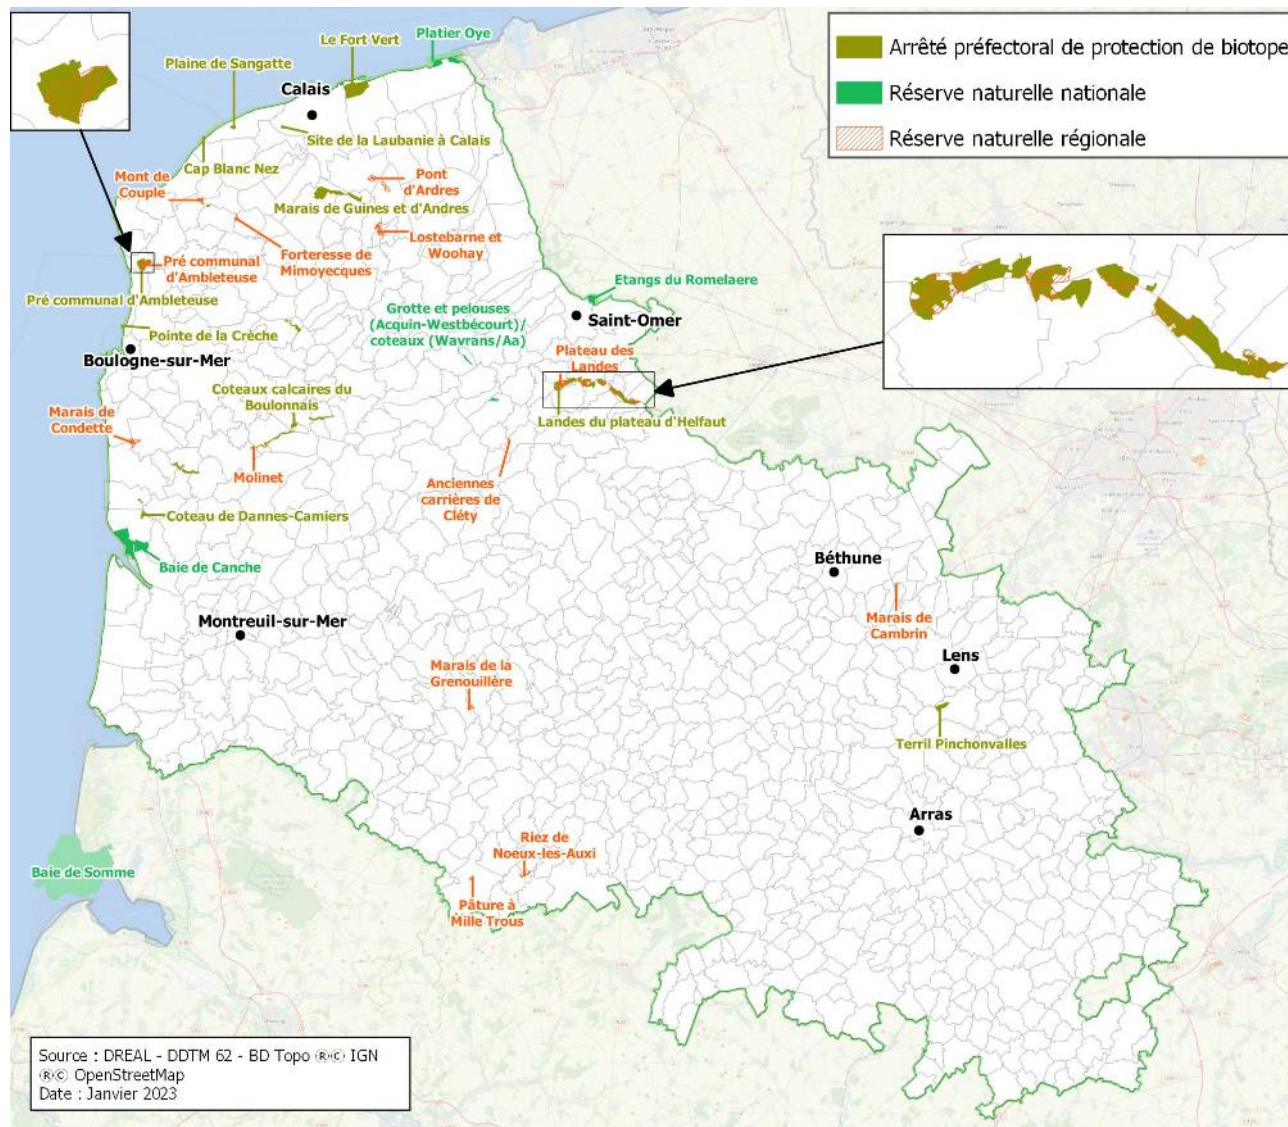 Arrêté préfectoral de protection de biotope
Réserve naturelle nationale
Réserve naturelle régionale
Le Fort Vert
Platier Oye
Plaine de Sangatte
Calais
Site de la Laubanie à Calais
Cap Blanc Nez
Mont de
Couple
Pont
d'Ardres
Marais de Guines et d'Andres
Forteresse de
Mimoyecques
Lostebarne et
Woohay
Pré communal
d'Ambleteuse
Pré communal d'Ambleteuse
Etangs du Romelaere
Grotte et pelouses
(Acquin-Westbécourt)/
coteaux (Wavrans/Aa)
Saint-Omer
Pointe de la Crèche
Boulogne-sur-Mer
Plateau des
Landes
Coteaux calcaires du
Boulonnais
Landes du plateau d'Helfaut
Marais de
Condette
Molinet
Anciennes
carrières de
Cléty
Coteau de Dannes-Camiers
Baie de Canche
Béthune
Montreuil-sur-Mer
Marais de
Cambrin
Lens
Marais de la
Grenouillère
Terril Pinchonvalles
Arras
Riez de
Noeux-les-Auxi
Baie de Somme
Pâture à
Mille Trous
Source : DREAL - DDTM 62 - BD Topo ®© IGN
®© OpenStreetMap
Date : Janvier 2023